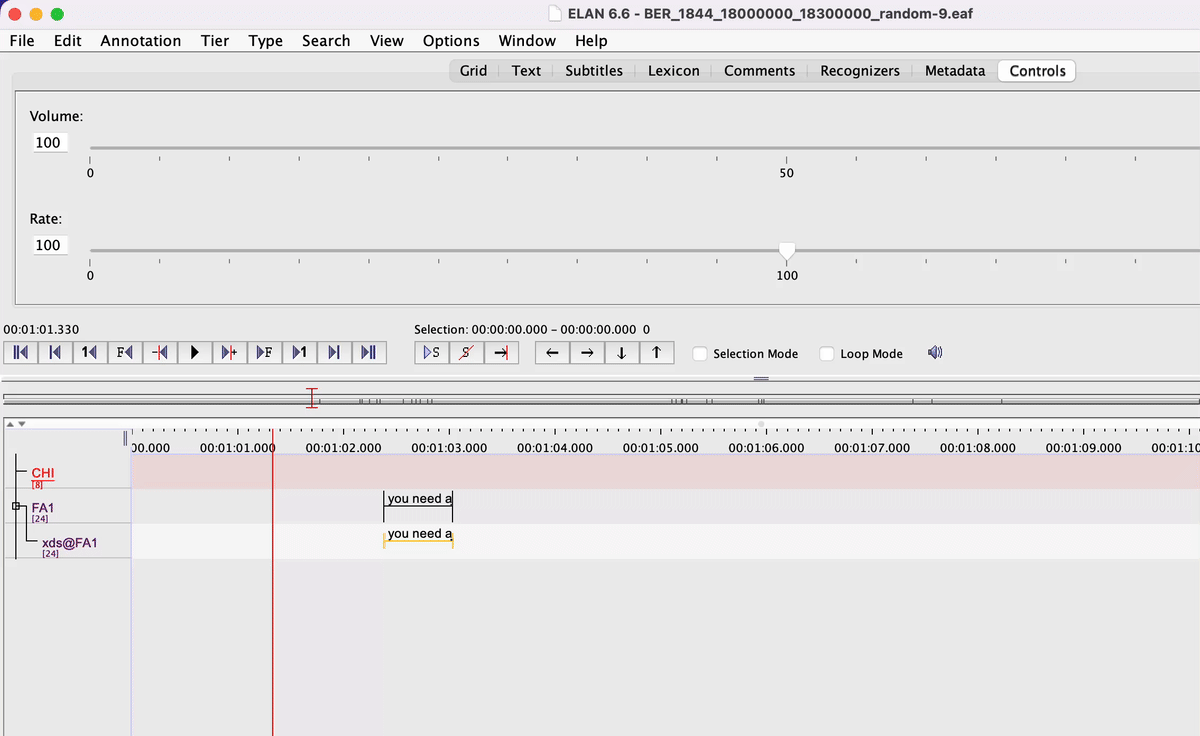 ELAN 6.6 - BER_1844_18000000_18300000_random-9.eaf
File Edit Annotation Tier Type Search View Options Window Help
Grid Text Subtitles Lexicon Comments Recognizers Metadata Controls
Volume:
100
0 50
Rate:
100
0 100
00:01:01.330 Selection: 00:00:00.000 - 00:00:00.000 0
1 F + F 1 S S Selection Mode Loop Mode
00.000 00:01:01.000 00:01:02.000 00:01:03.000 00:01:04.000 00:01:05.000 00:01:06.000 00:01:07.000 00:01:08.000 00:01:09.000 00:01:10
CHI
[8]
FA1 you need a
[24]
xds@FA1 you need a
[24]